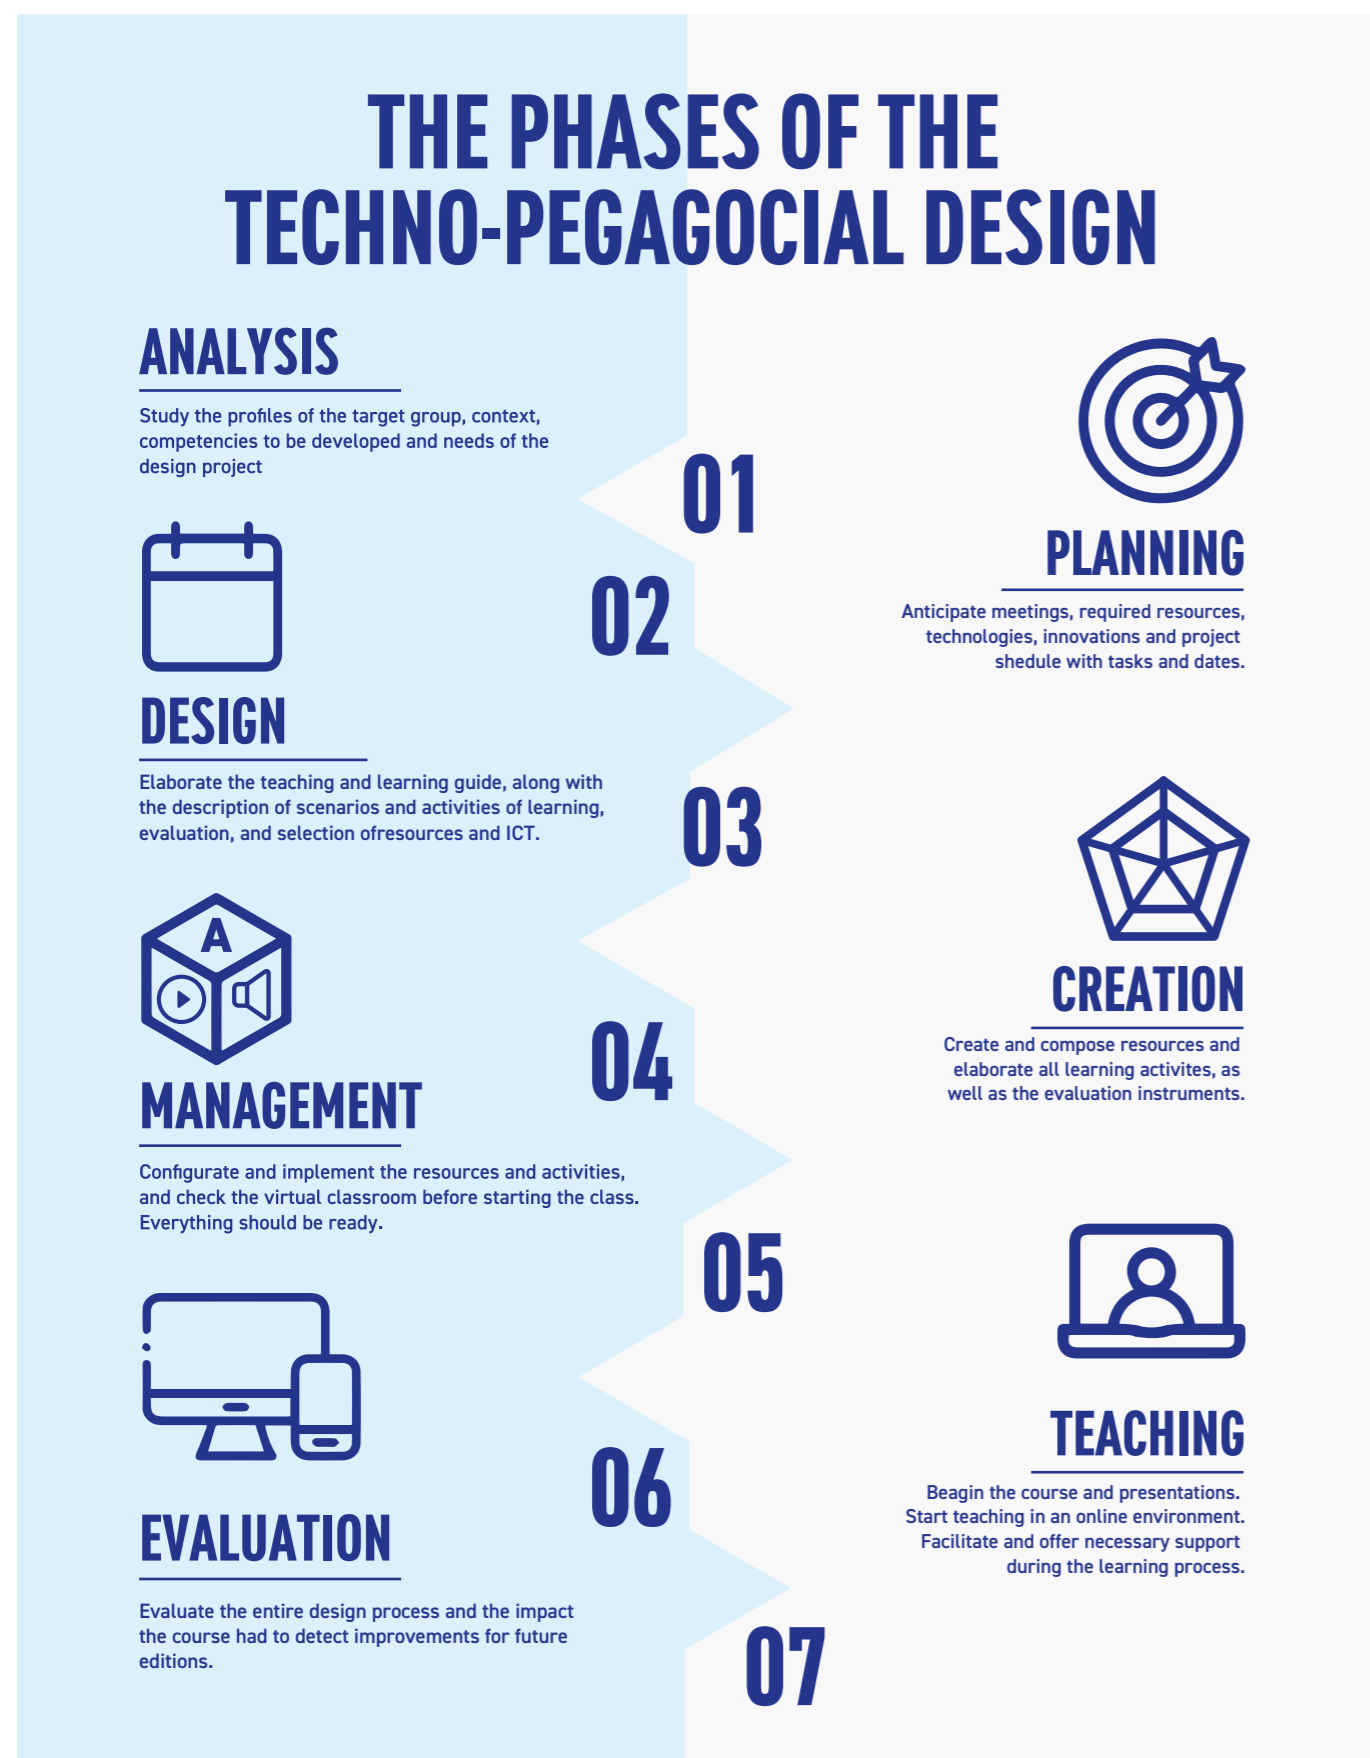 THE PHASES OF THE
TECHNO-PEGAGOCIAL DESIGN
ANALYSIS
Study the profiles of the target group, context,
competencies to be developed and needs of the
design project
01
PLANNING
Anticipate meetings, required resources,
technologies, innovations and project
shedule with tasks and dates.
02
DESIGN
Elaborate the teaching and learning guide, along with
the description of scenarios and activities of learning,
evaluation, and selection ofresources and ICT.
03
CREATION
Create and compose resources and
elaborate all learning activites, as
well as the evaluation instruments.
04
A
MANAGEMENT
Configurate and implement the resources and activities,
and check the virtual classroom before starting the class.
Everything should be ready.
05
TEACHING
Beagin the course and presentations.
Start teaching in an online environment.
Facilitate and offer necessary support
during the learning process.
06
EVALUATION
Evaluate the entire design process and the impact
the course had to detect improvements for future
editions.
07